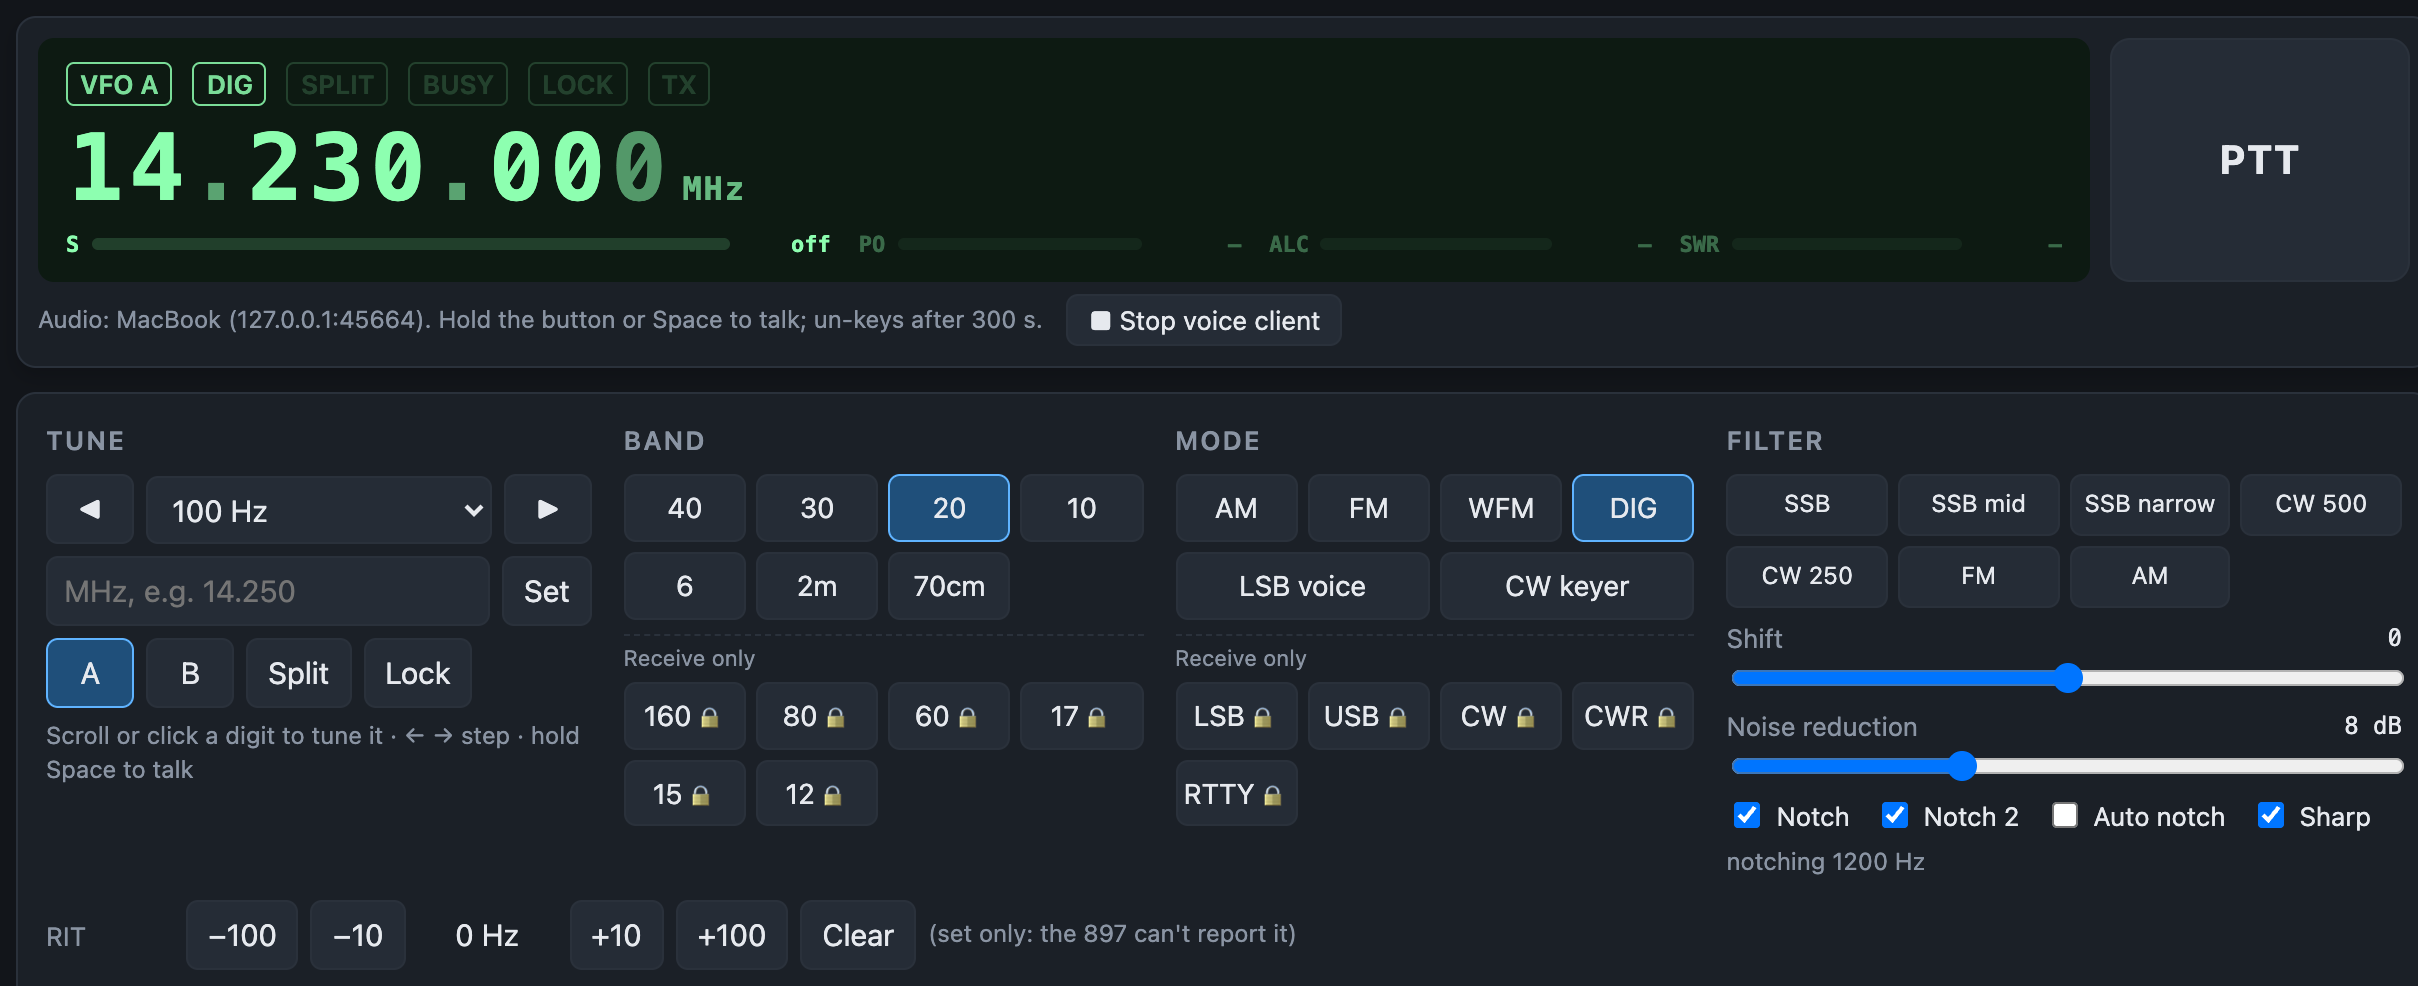 VFO A DIG SPLIT BUSY LOCK TX
14.230.000 MHz
S off PO – ALC – SWR –
PTT
Audio: MacBook (127.0.0.1:45664). Hold the button or Space to talk; un-keys after 300 s. Stop voice client
TUNE
◀ 100 Hz ▶
MHz, e.g. 14.250 Set
A B Split Lock
Scroll or click a digit to tune it · ← → step · hold
Space to talk
BAND
40 30 20 10
6 2m 70cm
Receive only
160 🔒 80 🔒 60 🔒 17 🔒
15 🔒 12 🔒
MODE
AM FM WFM DIG
LSB voice CW keyer
Receive only
LSB 🔒 USB 🔒 CW 🔒 CWR 🔒
RTTY 🔒
FILTER
SSB SSB mid SSB narrow CW 500
CW 250 FM AM
Shift 0
Noise reduction 8 dB
Notch Notch 2 Auto notch Sharp
notching 1200 Hz
RIT −100 −10 0 Hz +10 +100 Clear (set only: the 897 can't report it)